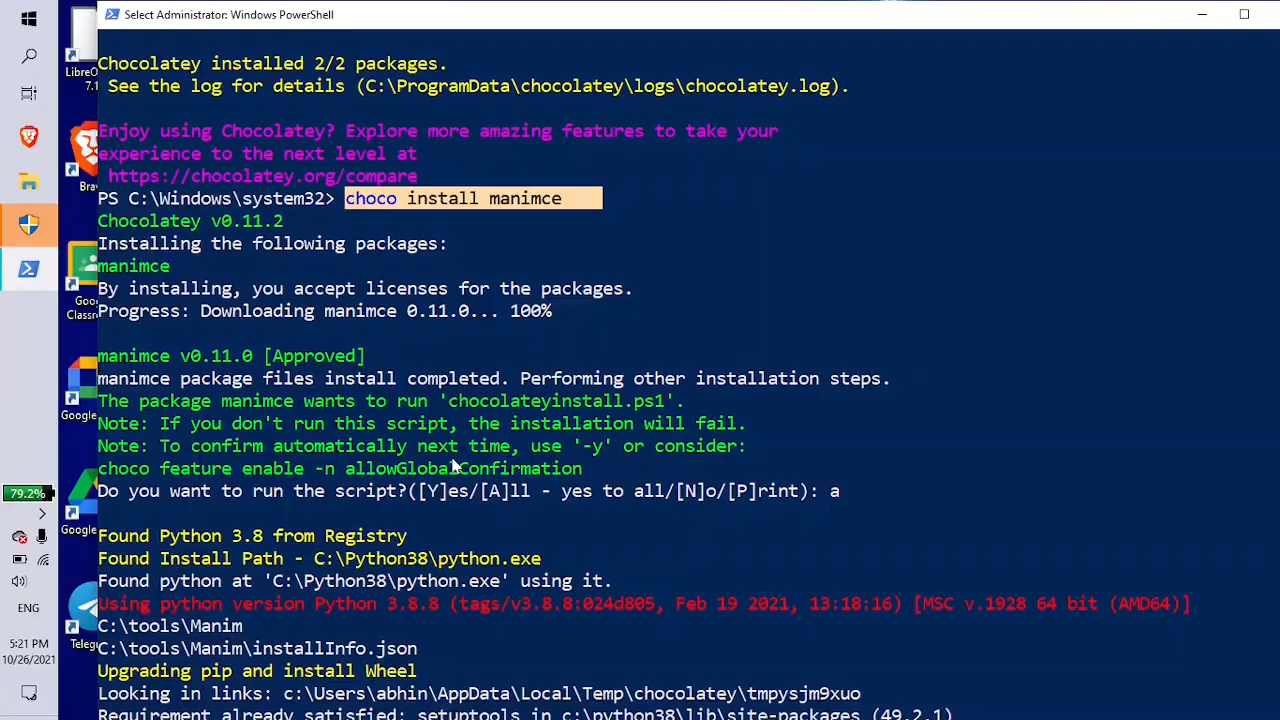 Select Administrator: Windows PowerShell
LibreO
7.1
Chocolatey installed 2/2 packages.
See the log for details (C:\ProgramData\chocolatey\logs\chocolatey.log).
Enjoy using Chocolatey? Explore more amazing features to take your
experience to the next level at
https://chocolatey.org/compare
Brav
PS C:\Windows\system32> choco install manimce
Chocolatey v0.11.2
Installing the following packages:
manimce
By installing, you accept licenses for the packages.
Progress: Downloading manimce 0.11.0... 100%
Goo
Classro
manimce v0.11.0 [Approved]
manimce package files install completed. Performing other installation steps.
The package manimce wants to run 'chocolateyinstall.ps1'.
Google
Note: If you don't run this script, the installation will fail.
Note: To confirm automatically next time, use '-y' or consider:
choco feature enable -n allowGlobalConfirmation
Do you want to run the script?([Y]es/[A]ll - yes to all/[N]o/[P]rint): a
79.2%
Google
Found Python 3.8 from Registry
Found Install Path - C:\Python38\python.exe
Found python at 'C:\Python38\python.exe' using it.
Using python version Python 3.8.8 (tags/v3.8.8:024d805, Feb 19 2021, 13:18:16) [MSC v.1928 64 bit (AMD64)]
ENG
C:\tools\Manim
Telegr
C:\tools\Manim\installInfo.json
5:21 PM
10/26/2021
Upgrading pip and install Wheel
Looking in links: c:\Users\abhin\AppData\Local\Temp\chocolatey\tmpysjm9xuo
Requirement already satisfied: setuptools in c:\python38\lib\site-packages (49.2.1)